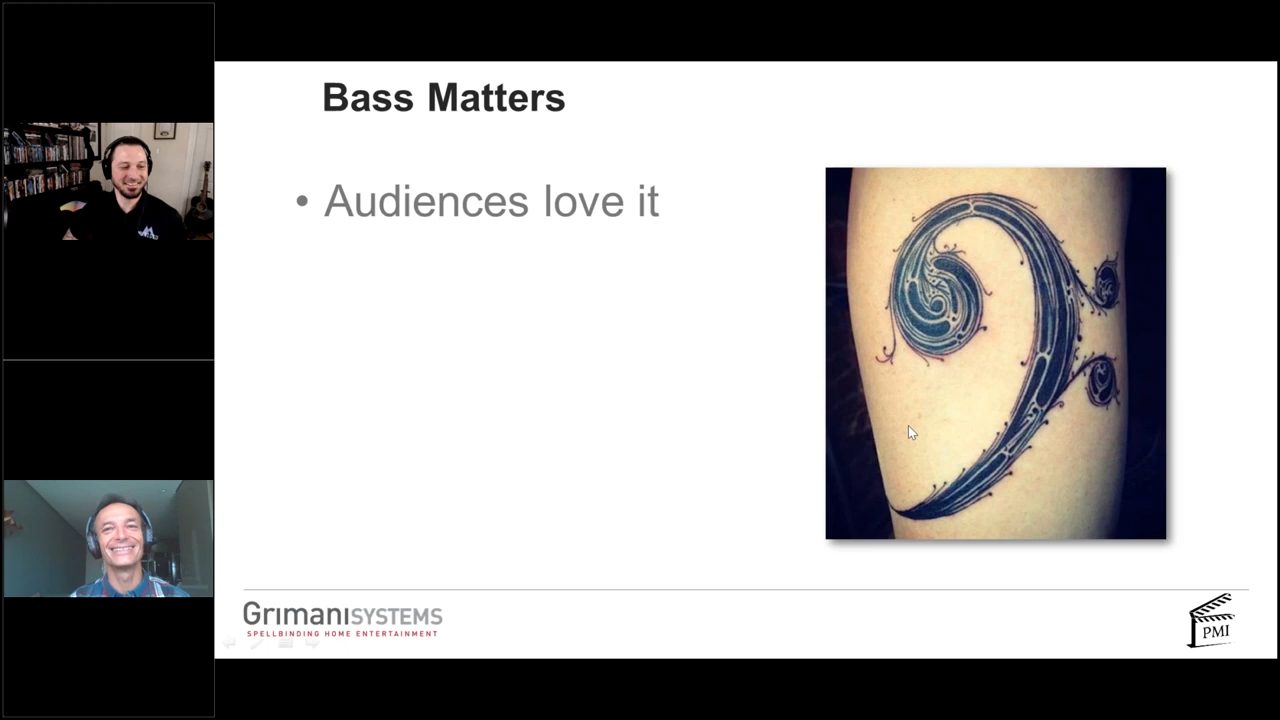 Bass Matters
• Audiences love it
GrimaniSYSTEMS
SPELLBINDING HOME ENTERTAINMENT
PMI